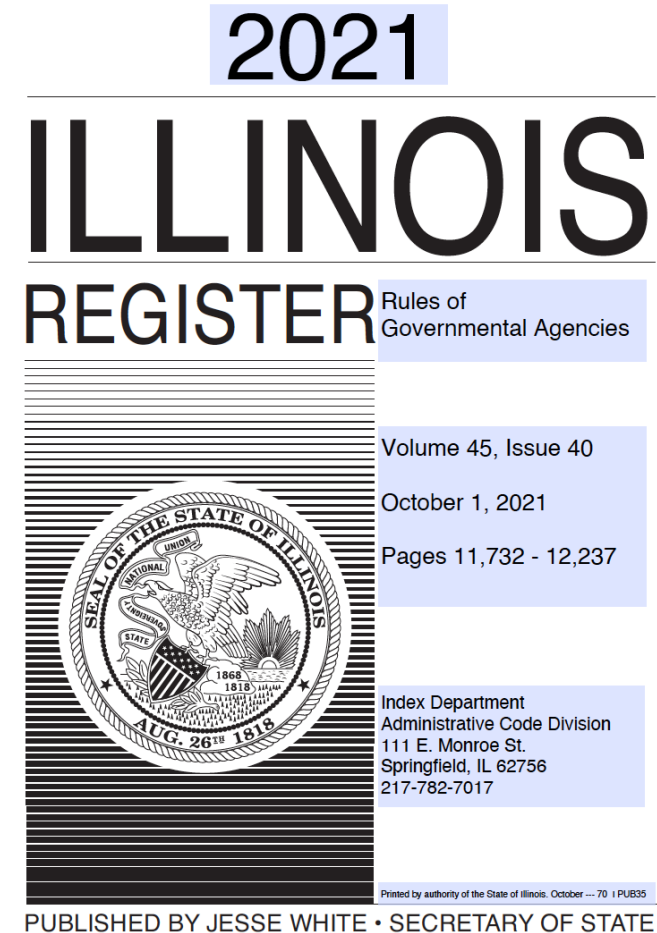 2021
ILLINOIS
REGISTER
Rules of
Governmental Agencies
Volume 45, Issue 40
October 1, 2021
Pages 11,732 - 12,237
SEAL OF THE STATE OF ILLINOIS
UNION
NATIONAL
SOVEREIGNTY
STATE
1868
1818
AUG. 26TH 1818
Index Department
Administrative Code Division
111 E. Monroe St.
Springfield, IL 62756
217-782-7017
Printed by authority of the State of Illinois. October --- 70 I PUB35
PUBLISHED BY JESSE WHITE • SECRETARY OF STATE